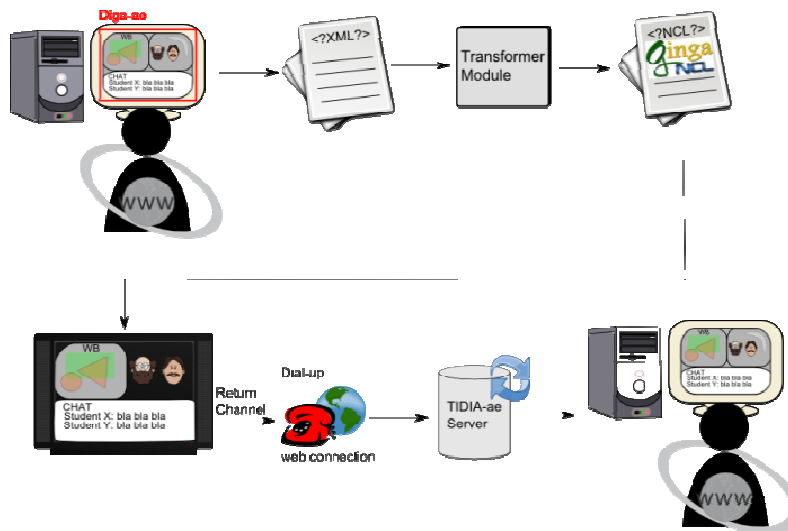 Diga-ae
WB
CHAT
Student X: bla bla bla
Student Y: bla bla bla
WWW
<?XML?>
Transformer
Module
<?NCL?>
ginga
NCL
WB
CHAT
Student X: bla bla bla
Student Y: bla bla bla
Return
Channel
Dial-up
web connection
TIDIA-ae
Server
WB
CHAT
Student X: bla bla bla
Student Y: bla bla bla
WWW